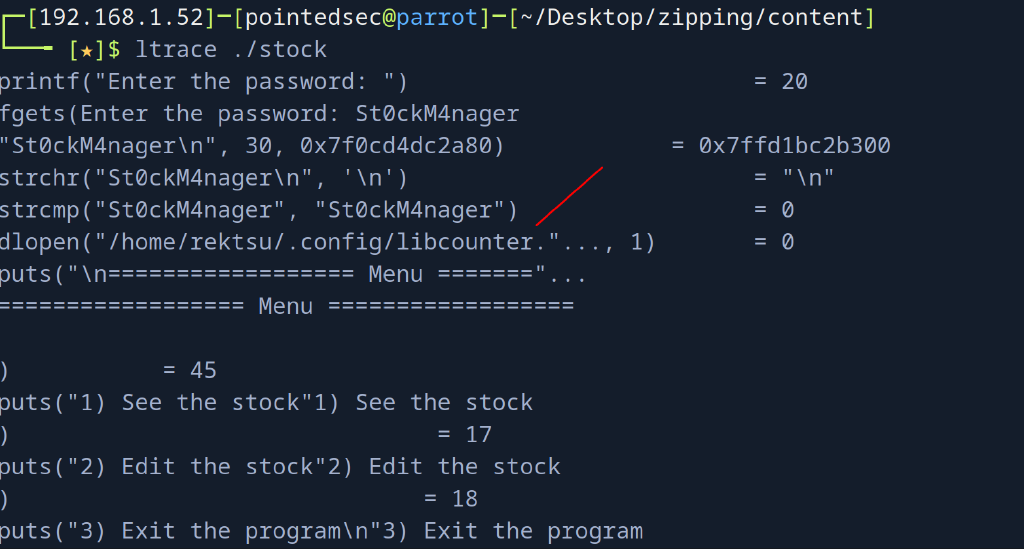 [192.168.1.52]─[pointedsec@parrot]─[~/Desktop/zipping/content]
[★]$ ltrace ./stock
printf("Enter the password: ") = 20
fgets(Enter the password: St0ckM4nager
"St0ckM4nager\n", 30, 0x7f0cd4dc2a80) = 0x7ffd1bc2b300
strchr("St0ckM4nager\n", '\n') = "\n"
strcmp("St0ckM4nager", "St0ckM4nager") = 0
dlopen("/home/rektsu/.config/libcounter."..., 1) = 0
puts("\n================== Menu ======="...
================== Menu ==================
) = 45
puts("1) See the stock"1) See the stock
) = 17
puts("2) Edit the stock"2) Edit the stock
) = 18
puts("3) Exit the program\n"3) Exit the program